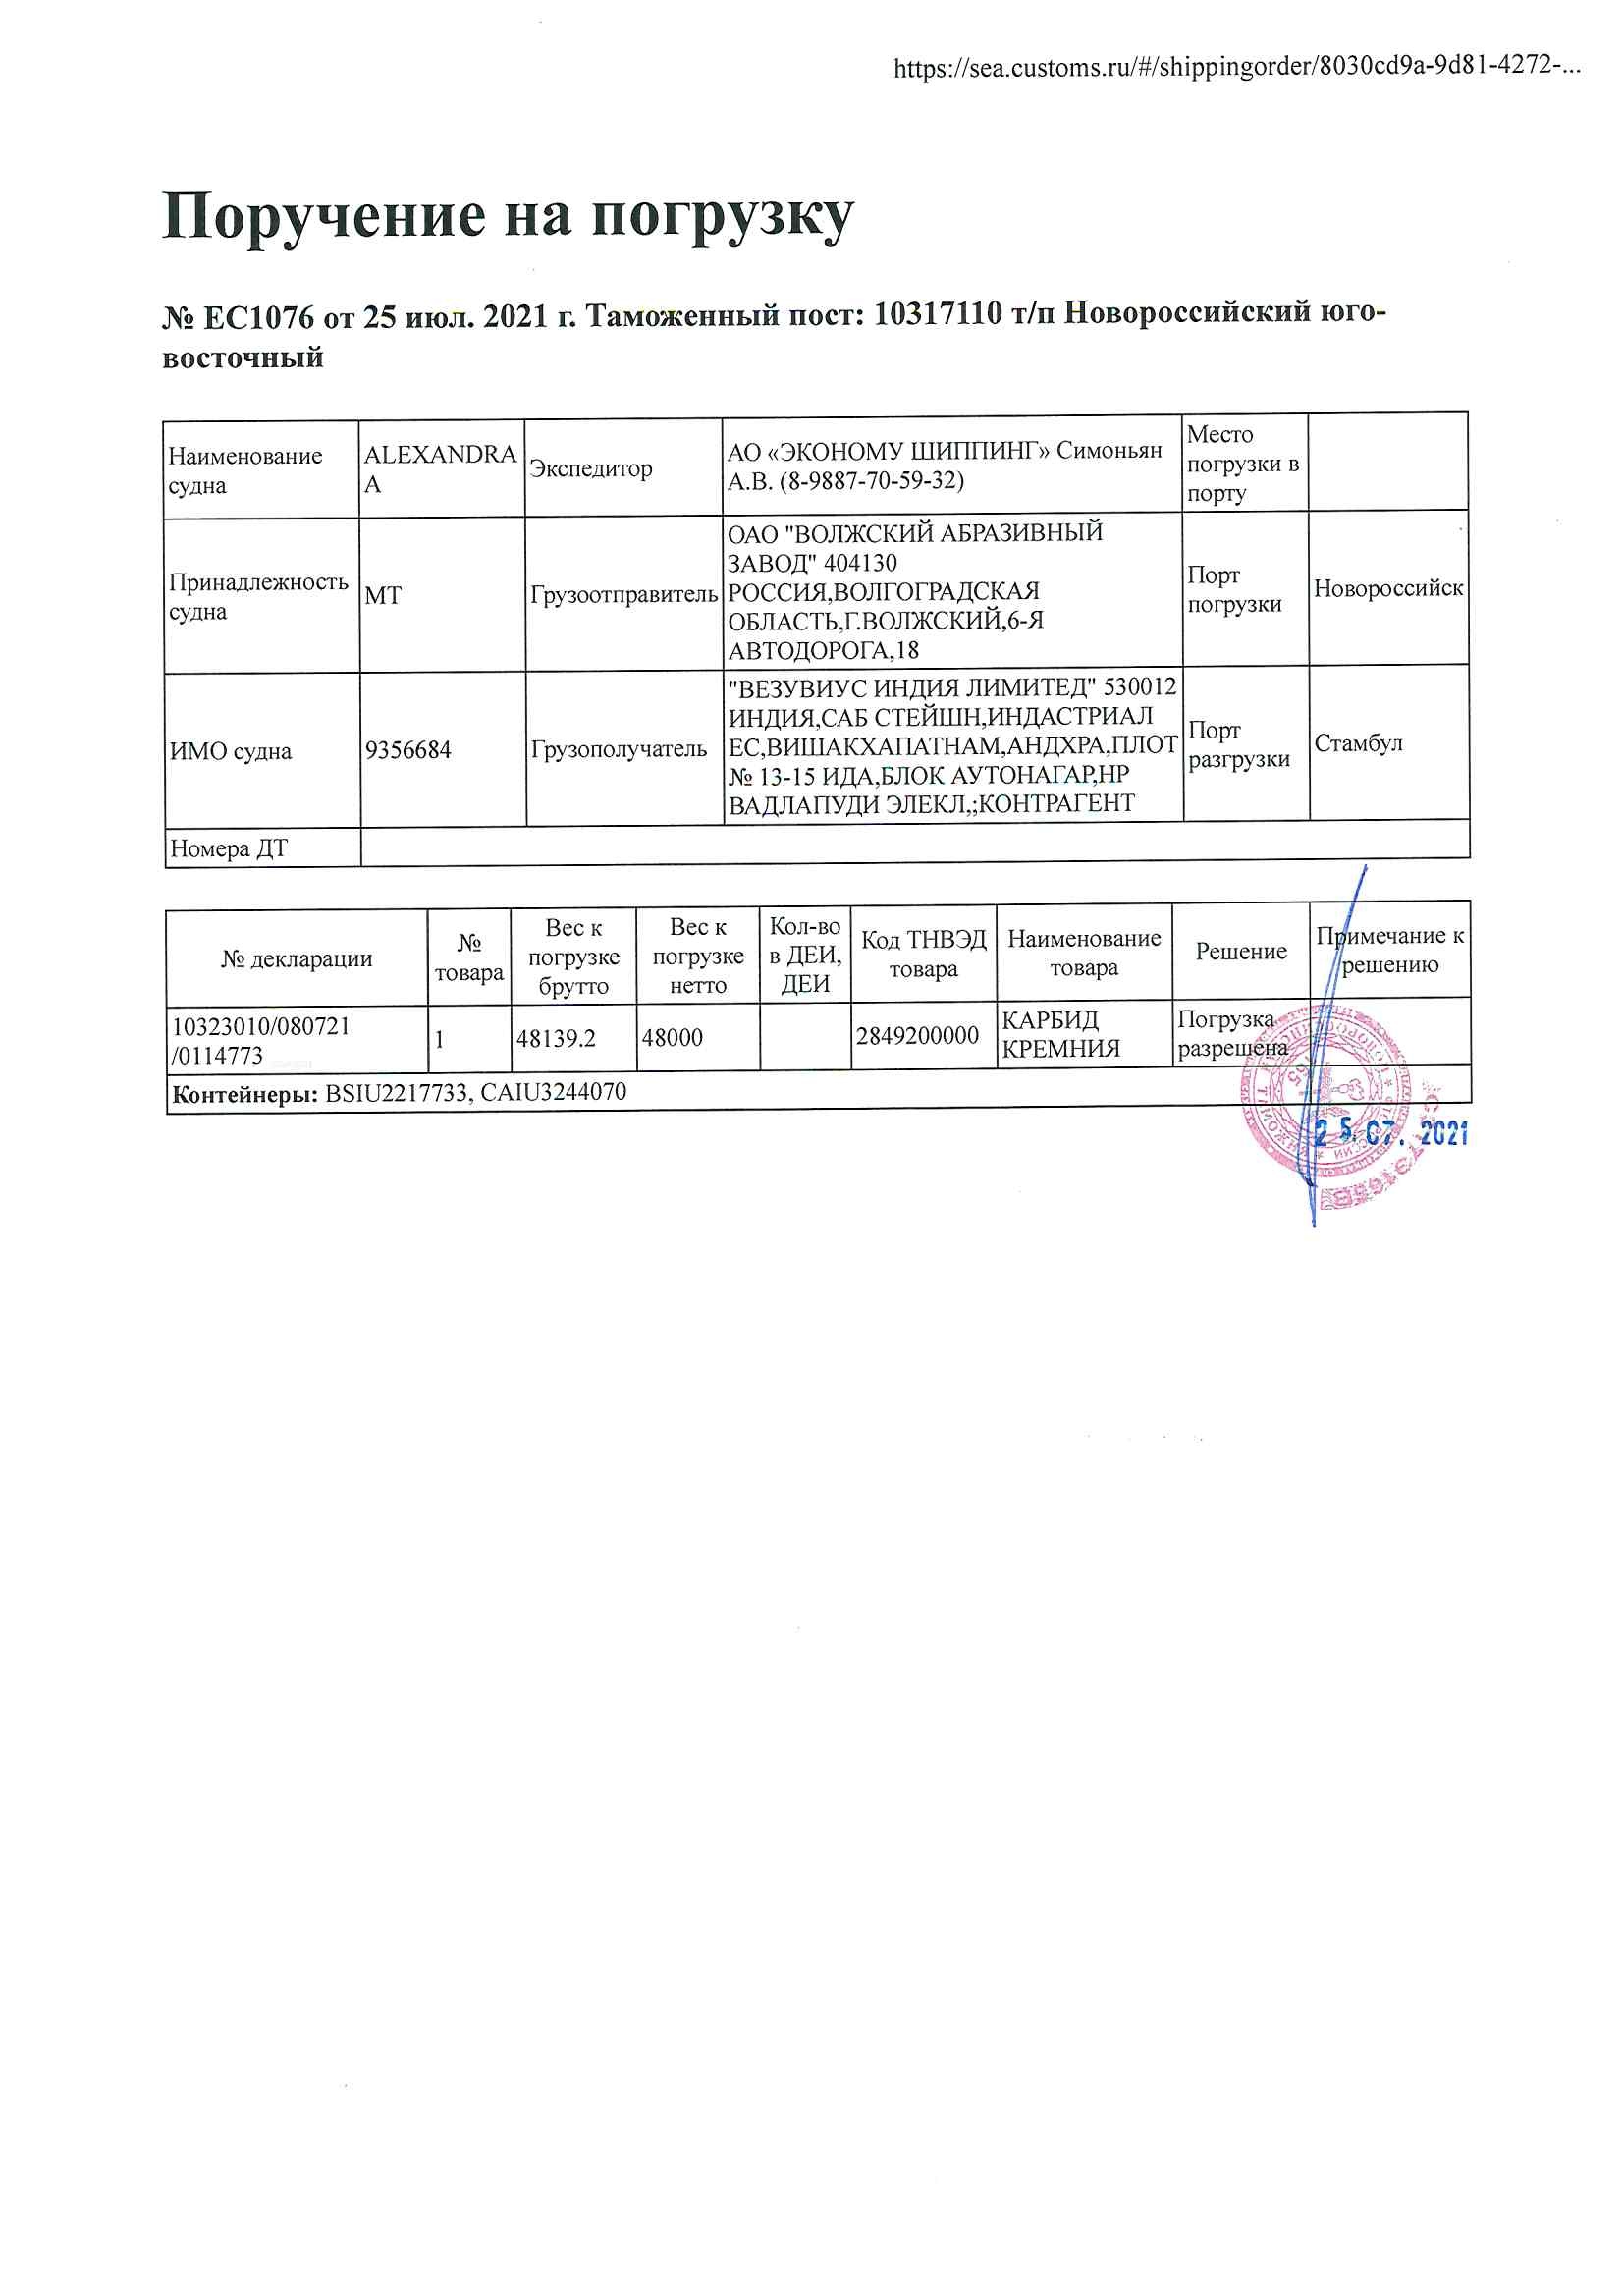 https://sea.customs.ru/#/shippingorder/8030cd9a-9d81-4272-...
Поручение на погрузку
№ EC1076 от 25 июл. 2021 г. Таможенный пост: 10317110 т/п Новороссийский юго-
восточный
Наименование
судна
ALEXANDRA
A
Экспедитор
АО «ЭКОНОМУ ШИППИНГ» Симоньян
А.В. (8-9887-70-59-32)
Место
погрузки в
порту
Принадлежность
судна
MT
Грузоотправитель
ОАО "ВОЛЖСКИЙ АБРАЗИВНЫЙ
ЗАВОД" 404130
РОССИЯ,ВОЛГОГРАДСКАЯ
ОБЛАСТЬ,Г.ВОЛЖСКИЙ,6-Я
АВТОДОРОГА,18
Порт
погрузки
Новороссийск
ИМО судна
9356684
Грузополучатель
"ВЕЗУВИУС ИНДИЯ ЛИМИТЕД" 530012
ИНДИЯ,САБ СТЕЙШН,ИНДАСТРИАЛ
ЕС,ВИШАКХАПАТНАМ,АНДХРА,ПЛОТ
№ 13-15 ИДА,БЛОК АУТОНАГАР,НР
ВАДЛАПУДИ ЭЛЕКЛ,;КОНТРАГЕНТ
Порт
разгрузки
Стамбул
Номера ДТ
№ декларации
№
товара
Вес к
погрузке
брутто
Вес к
погрузке
нетто
Кол-во
в ДЕИ,
ДЕИ
Код ТНВЭД
товара
Наименование
товара
Решение
Примечание к
решению
10323010/080721
/0114773
1
48139.2
48000
2849200000
КАРБИД
КРЕМНИЯ
Погрузка
разрешена
Контейнеры: BSIU2217733, CAIU3244070
25. 07. 2021